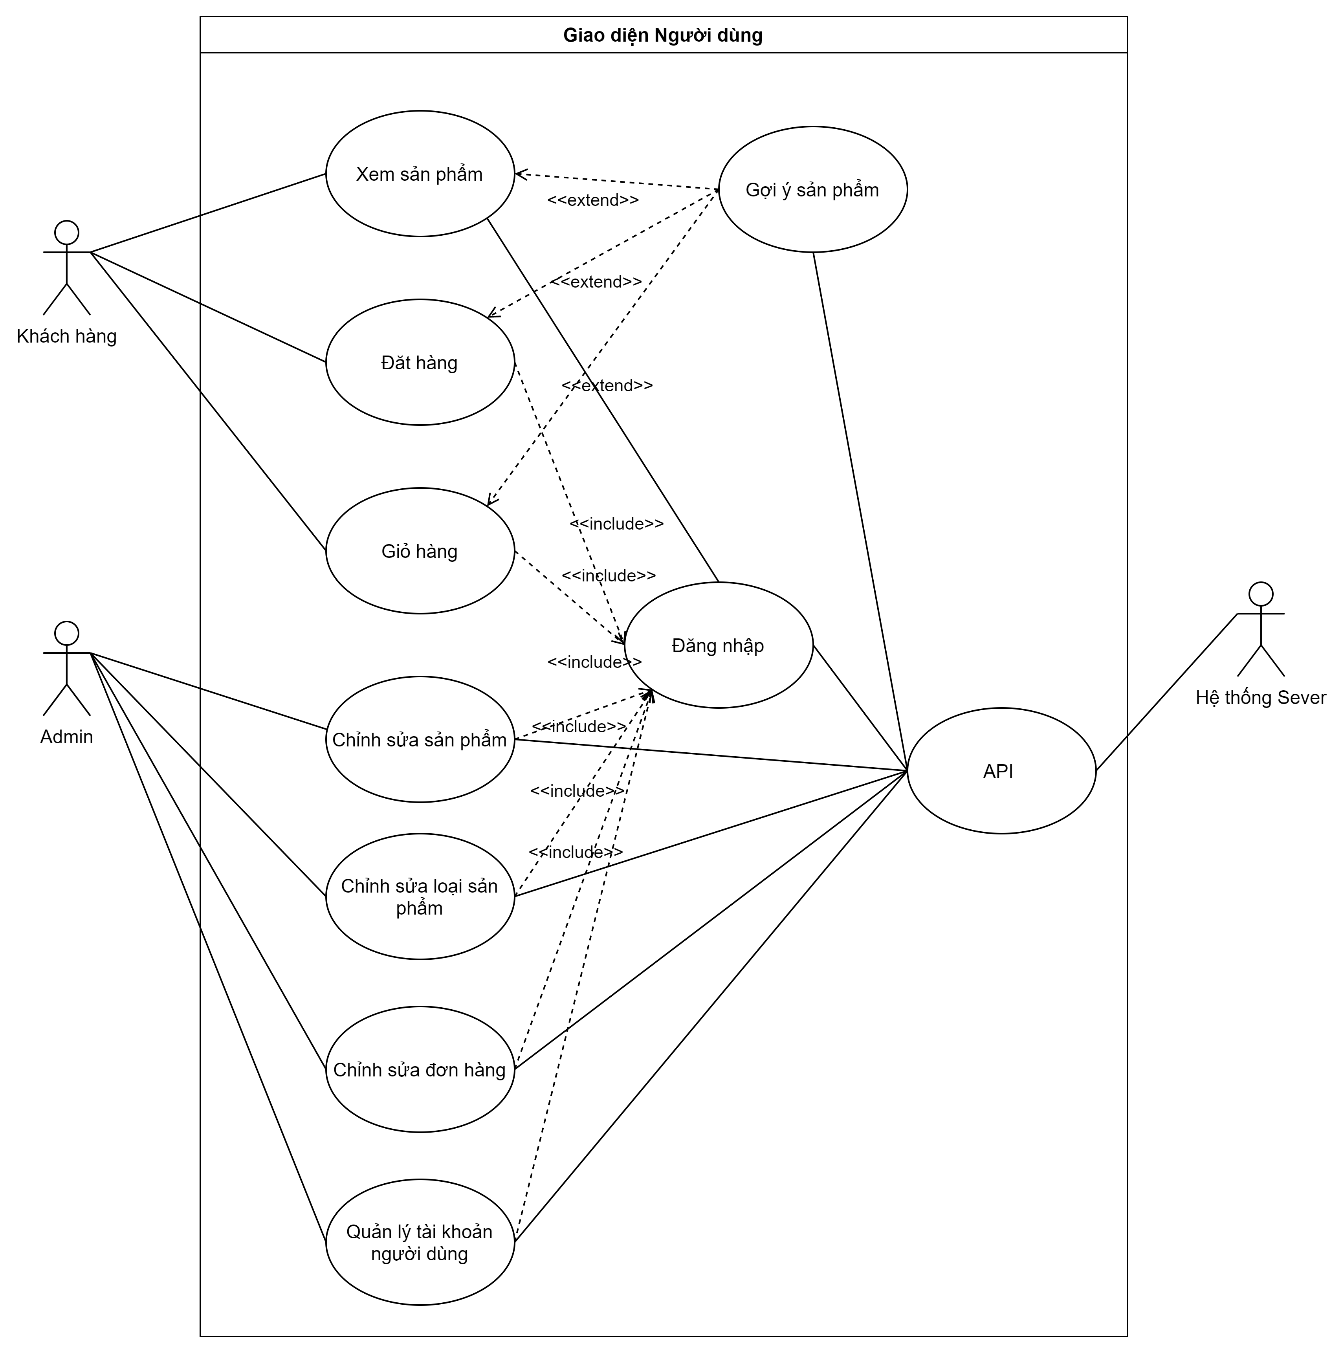 Giao diện Người dùng
Xem sản phẩm
Gợi ý sản phẩm
<<extend>>
Khách hàng
<<extend>>
Đăt hàng
<<extend>>
<<include>>
Giỏ hàng
<<include>>
Đăng nhập
<<include>>
Hệ thống Sever
Admin
Chỉnh sửa sản phẩm
<<include>>
API
<<include>>
<<include>>
Chỉnh sửa loại sản
phẩm
Chỉnh sửa đơn hàng
Quản lý tài khoản
người dùng